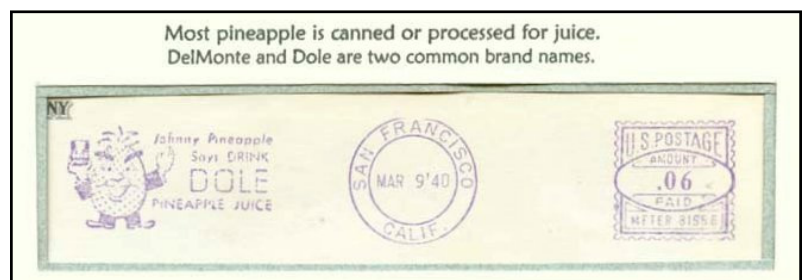 Most pineapple is canned or processed for juice.
DelMonte and Dole are two common brand names.
NY
Johnny Pineapple
Says DRINK
DOLE
PINEAPPLE JUICE
SAN FRANCISCO
MAR 9'40
CALIF.
U.S. POSTAGE
AMOUNT
.06
PAID
METER